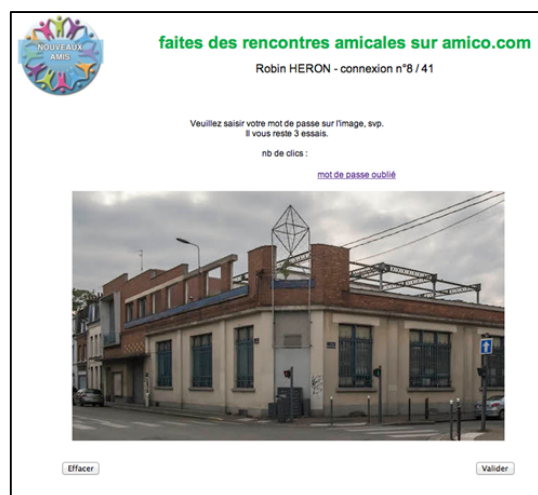 NOUVEAUX
AMIS
faites des rencontres amicales sur amico.com
Robin HERON - connexion n°8 / 41
Veuillez saisir votre mot de passe sur l'image, svp.
Il vous reste 3 essais.
nb de clics :
mot de passe oublié
Effacer
Valider